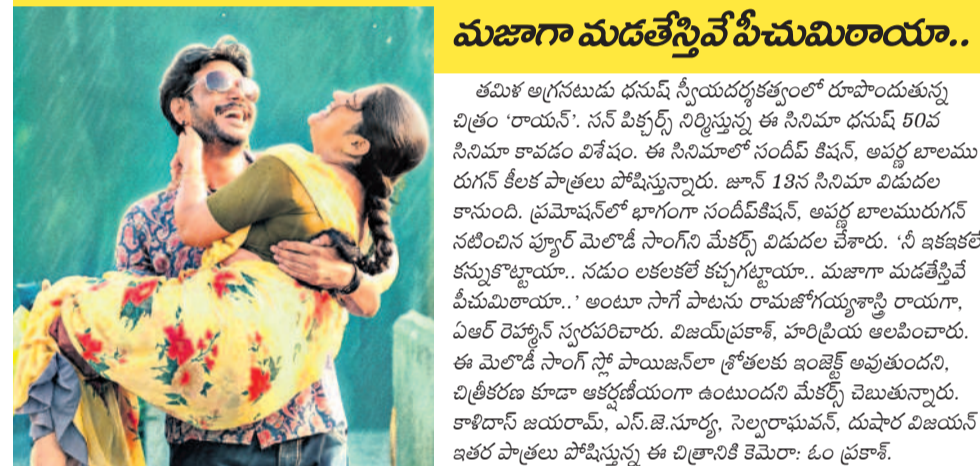 మజాగా మడతేస్తివే పీచుమిఠాయా..
తమిళ అగ్రనటుడు ధనుష్ స్వీయదర్శకత్వంలో రూపొందుతున్న
చిత్రం ‘రాయన్’. సన్ పిక్చర్స్ నిర్మిస్తున్న ఈ సినిమా ధనుష్ 50వ
సినిమా కావడం విశేషం. ఈ సినిమాలో సందీప్ కిషన్, అపర్ణ బాలము
రుగన్ కీలక పాత్రలు పోషిస్తున్నారు. జూన్ 13న సినిమా విడుదల
కానుంది. ప్రమోషన్‌లో భాగంగా సందీప్‌కిషన్, అపర్ణ బాలమురుగన్
నటించిన ప్యూర్ మెలొడీ సాంగ్‌ని మేకర్స్ విడుదల చేశారు. ‘నీ ఇకఇకలే
కన్నుకొట్టాయా.. నడుం లకలకలే కచ్చగట్టాయా.. మజాగా మడతేస్తివే
పీచుమిఠాయా..’ అంటూ సాగే పాటను రామజోగయ్యశాస్త్రి రాయగా,
ఏఆర్ రెహ్మాన్ స్వరపరిచారు. విజయ్‌ప్రకాశ్, హరిప్రియ ఆలపించారు.
ఈ మెలొడీ సాంగ్ స్లో పాయిజన్‌లా శ్రోతలకు ఇంజెక్ట్ అవుతుందని,
చిత్రీకరణ కూడా ఆకర్షణీయంగా ఉంటుందని మేకర్స్ చెబుతున్నారు.
కాళిదాస్ జయరామ్, ఎస్.జె.సూర్య, సెల్వరాఘవన్, దుషార విజయన్
ఇతర పాత్రలు పోషిస్తున్న ఈ చిత్రానికి కెమెరా: ఓం ప్రకాశ్.